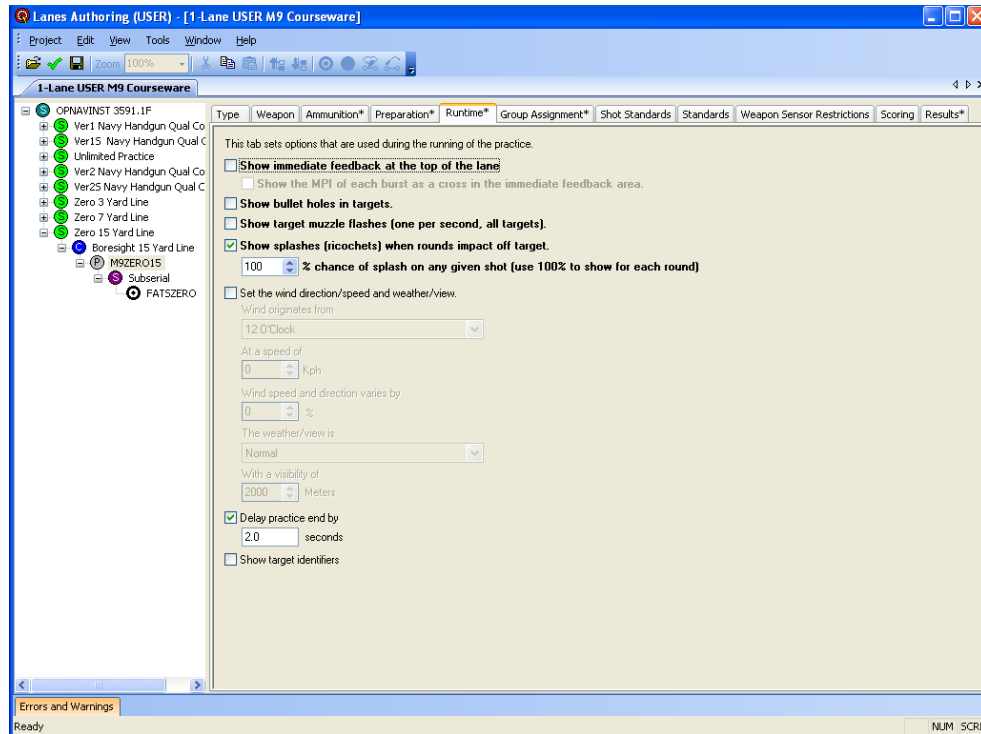 Lanes Authoring (USER) - [1-Lane USER M9 Courseware]
Project Edit View Tools Window Help
Zoom 100%
1-Lane USER M9 Courseware
OPNAVINST 3591.1F
Ver1 Navy Handgun Qual Co
Ver1S Navy Handgun Qual C
Unlimited Practice
Ver2 Navy Handgun Qual Co
Ver2S Navy Handgun Qual C
Zero 3 Yard Line
Zero 7 Yard Line
Zero 15 Yard Line
C Boresight 15 Yard Line
P M9ZERO15
S Subserial
FATSZERO
Type Weapon Ammunition* Preparation* Runtime* Group Assignment* Shot Standards Standards Weapon Sensor Restrictions Scoring Results*
This tab sets options that are used during the running of the practice.
Show immediate feedback at the top of the lane
Show the MPI of each burst as a cross in the immediate feedback area.
Show bullet holes in targets.
Show target muzzle flashes (one per second, all targets).
Show splashes (ricochets) when rounds impact off target.
100 % chance of splash on any given shot (use 100% to show for each round)
Set the wind direction/speed and weather/view.
Wind originates from
12 O'Clock
At a speed of
0 Kph
Wind speed and direction varies by
0 %
The weather/view is
Normal
With a visibility of
2000 Meters
Delay practice end by
2.0 seconds
Show target identifiers
Errors and Warnings
Ready NUM SCRI